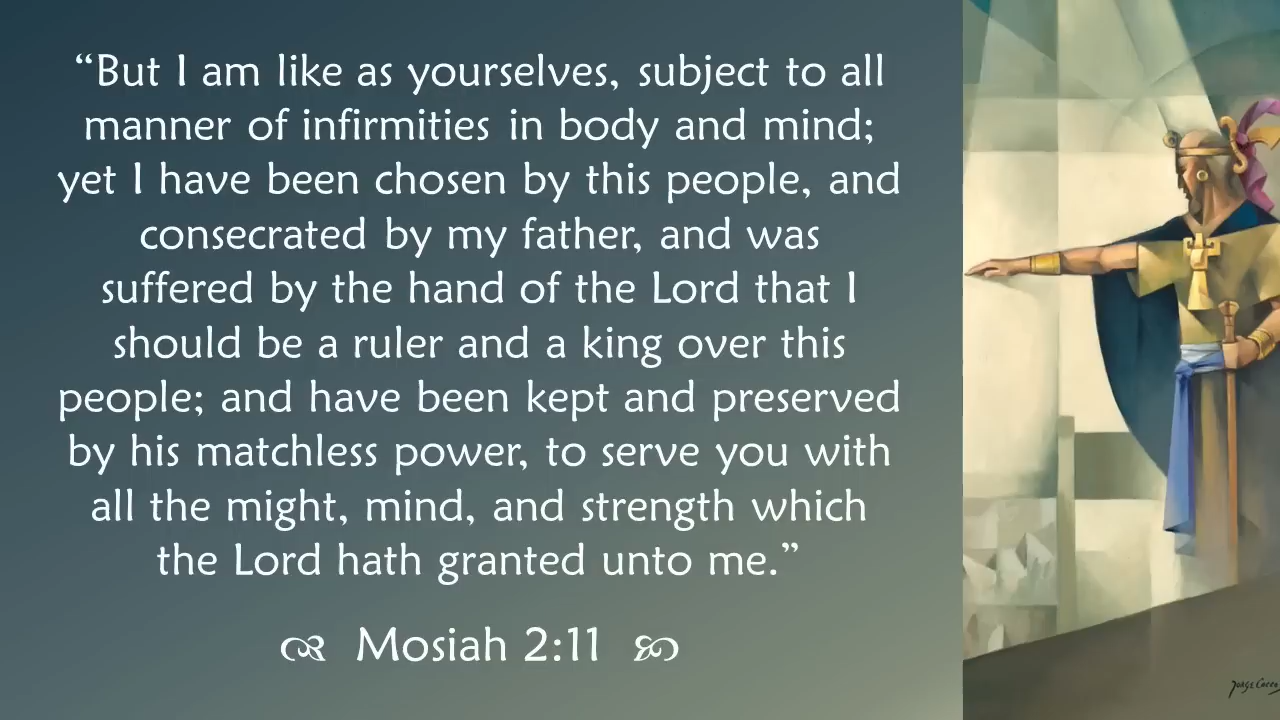 “But I am like as yourselves, subject to all
manner of infirmities in body and mind;
yet I have been chosen by this people, and
consecrated by my father, and was
suffered by the hand of the Lord that I
should be a ruler and a king over this
people; and have been kept and preserved
by his matchless power, to serve you with
all the might, mind, and strength which
the Lord hath granted unto me.”
Mosiah 2:11
Jorge Cocco